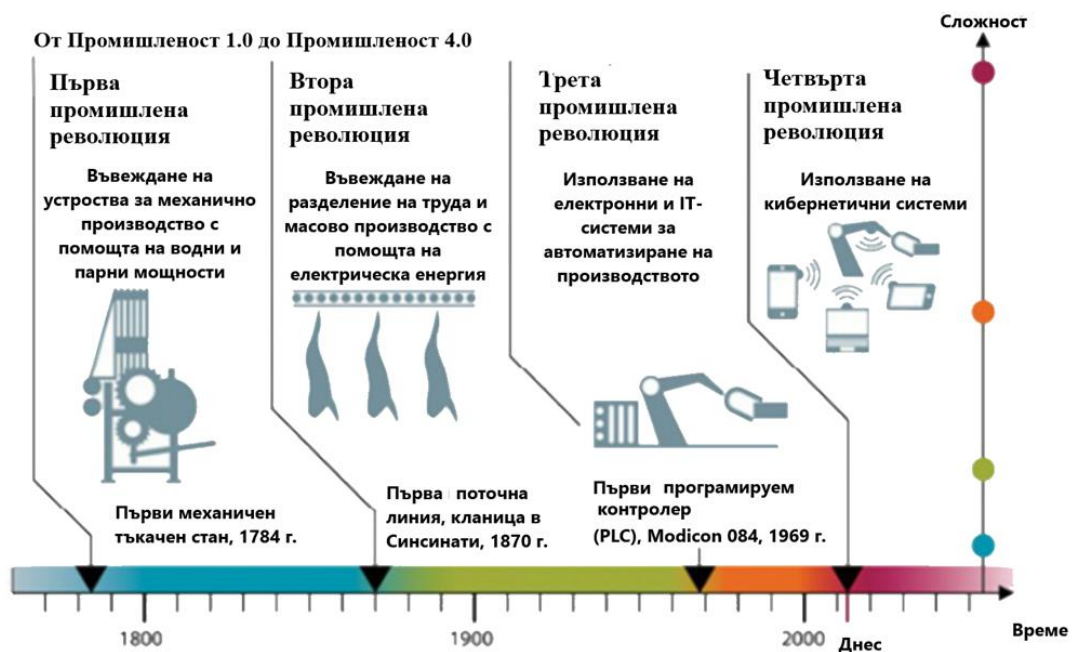 Сложност
От Промишленост 1.0 до Промишленост 4.0
Първа
промишлена
революция
Въвеждане на
устроства за механично
производство с
помощта на водни и
парни мощности
Първи механичен
тъкачен стан, 1784 г.
Втора
промишлена
революция
Въвеждане на
разделение на труда и
масово производство с
помощта на
електрическа енергия
Първа поточна
линия, кланица в
Синсинати, 1870 г.
Трета
промишлена
революция
Използване на
електронни и IT-
системи за
автоматизиране на
производството
Първи програмируем
контролер
(PLC), Modicon 084, 1969 г.
Четвърта
промишлена
революция
Използване на
кибернетични системи
1800
1900
2000
Днес
Време